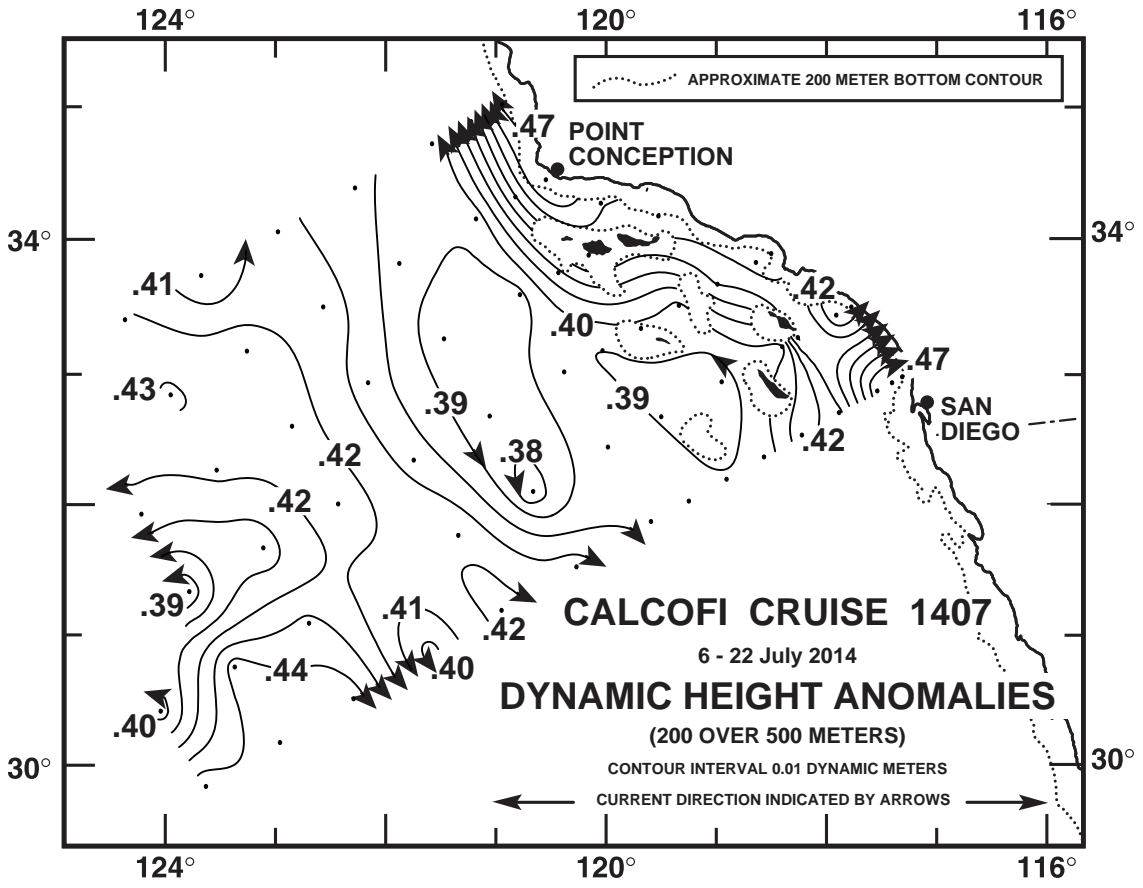 124° 120° 116°
APPROXIMATE 200 METER BOTTOM CONTOUR
.47
POINT
CONCEPTION
34° 34°
.41
.42
.40
.47
.43
.39
.39
SAN
DIEGO
.42
.38
.42
.42
.39
.41
.42
CALCOFI CRUISE 1407
6 - 22 July 2014
.44
.40
DYNAMIC HEIGHT ANOMALIES
.40
(200 OVER 500 METERS)
30° 30°
CONTOUR INTERVAL 0.01 DYNAMIC METERS
CURRENT DIRECTION INDICATED BY ARROWS
124° 120° 116°